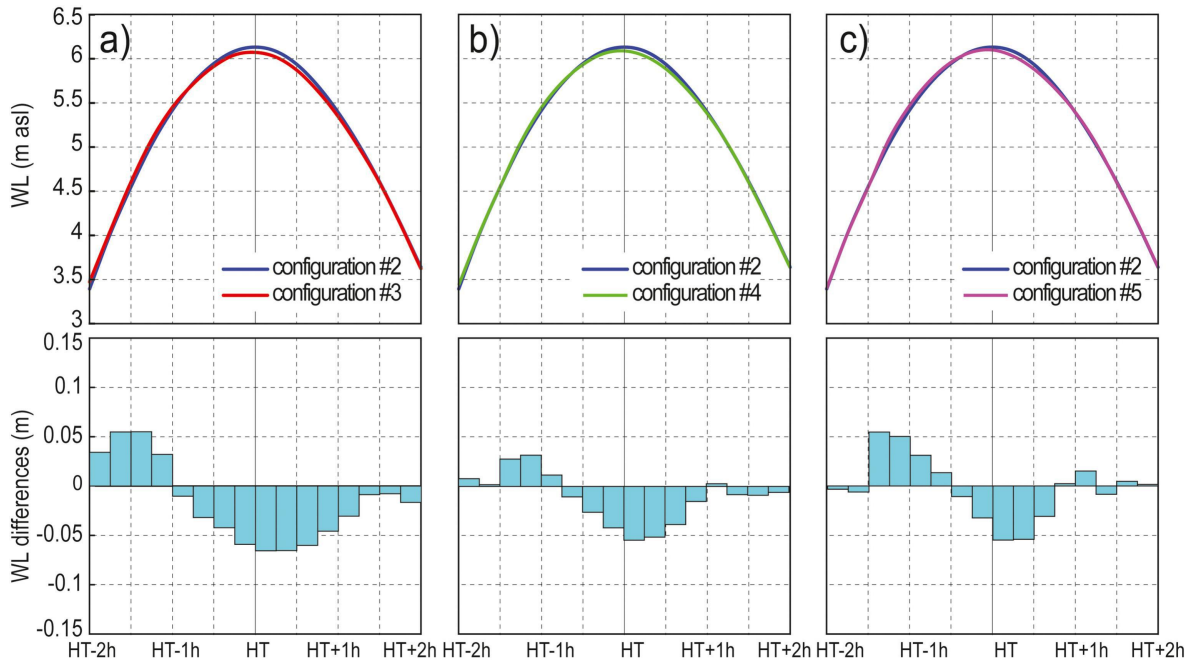 a)
b)
c)
WL (m asl)
6.5
6
5.5
5
4.5
4
3.5
3
configuration #2
configuration #3
configuration #2
configuration #4
configuration #2
configuration #5
WL differences (m)
0.15
0.1
0.05
0
-0.05
-0.1
-0.15
HT-2h HT-1h HT HT+1h HT+2h
HT-2h HT-1h HT HT+1h HT+2h
HT-2h HT-1h HT HT+1h HT+2h